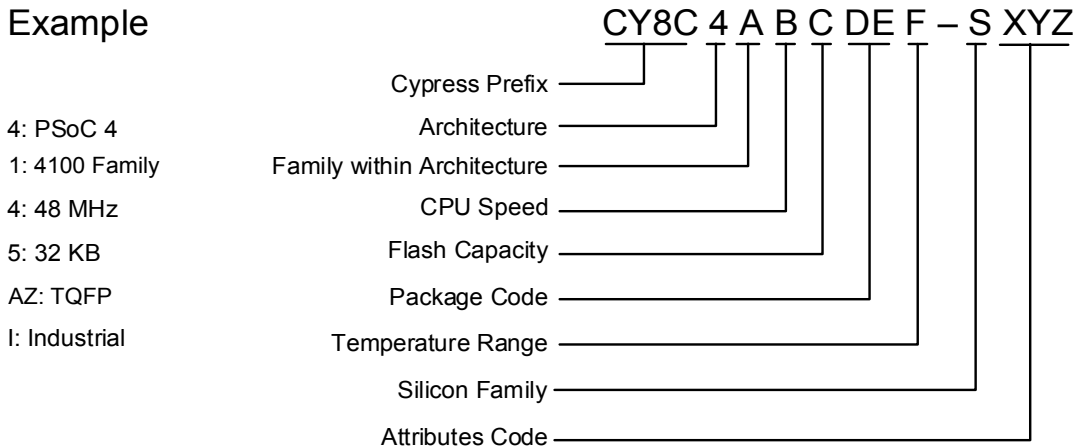 Example CY8C 4 A B C DE F – S XYZ
Cypress Prefix
4: PSoC 4 Architecture
1: 4100 Family Family within Architecture
4: 48 MHz CPU Speed
5: 32 KB Flash Capacity
AZ: TQFP Package Code
I: Industrial Temperature Range
Silicon Family
Attributes Code